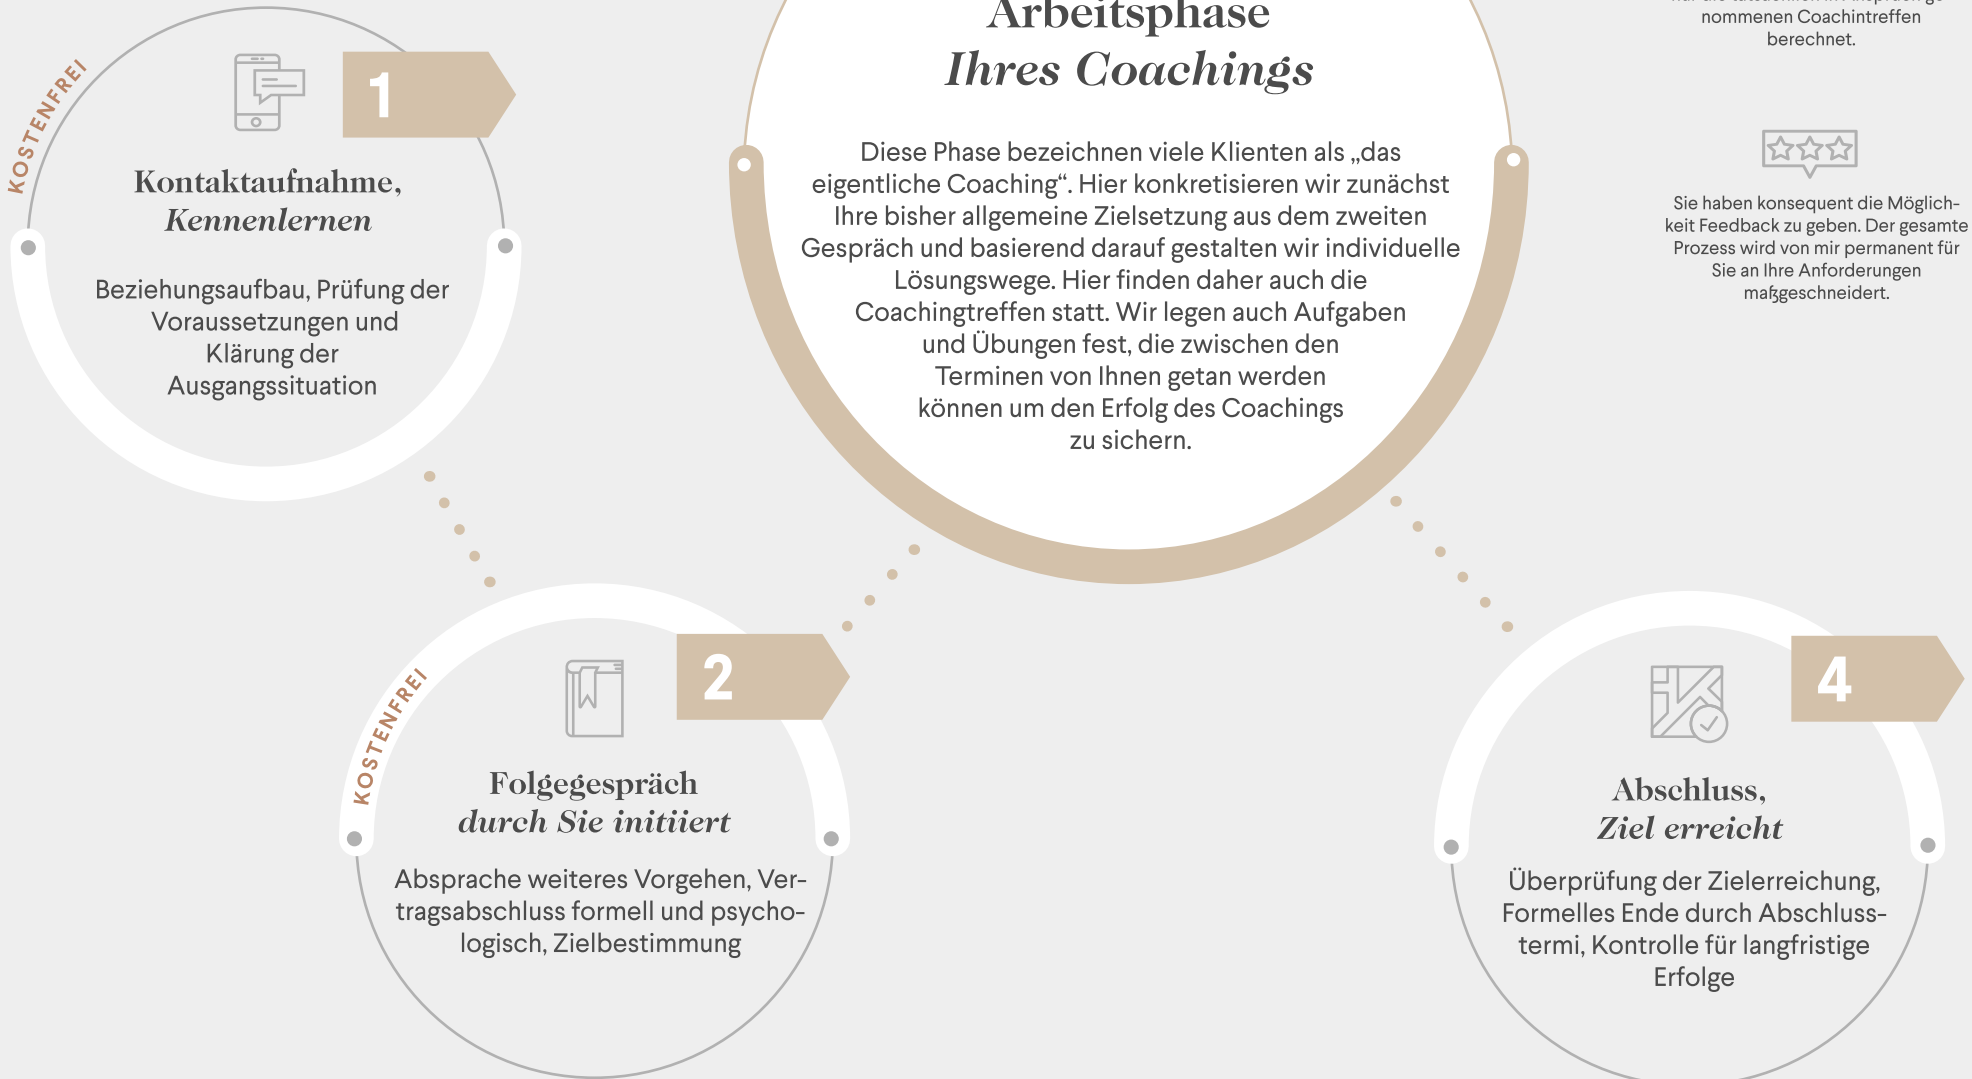 KOSTENFREI
1
Kontaktaufnahme,
Kennenlernen
Beziehungsaufbau, Prüfung der
Voraussetzungen und
Klärung der
Ausgangssituation
KOSTENFREI
2
Folgegespräch
durch Sie initiiert
Absprache weiteres Vorgehen, Ver-
tragsabschluss formell und psycho-
logisch, Zielbestimmung
Arbeitsphase
Ihres Coachings
Diese Phase bezeichnen viele Klienten als „das
eigentliche Coaching“. Hier konkretisieren wir zunächst
Ihre bisher allgemeine Zielsetzung aus dem zweiten
Gespräch und basierend darauf gestalten wir individuelle
Lösungswege. Hier finden daher auch die
Coachingtreffen statt. Wir legen auch Aufgaben
und Übungen fest, die zwischen den
Terminen von Ihnen getan werden
können um den Erfolg des Coachings
zu sichern.
4
Abschluss,
Ziel erreicht
Überprüfung der Zielerreichung,
Formelles Ende durch Abschluss-
termi, Kontrolle für langfristige
Erfolge
nommenen Coachintreffen
berechnet.
Sie haben konsequent die Möglich-
keit Feedback zu geben. Der gesamte
Prozess wird von mir permanent für
Sie an Ihre Anforderungen
maßgeschneidert.